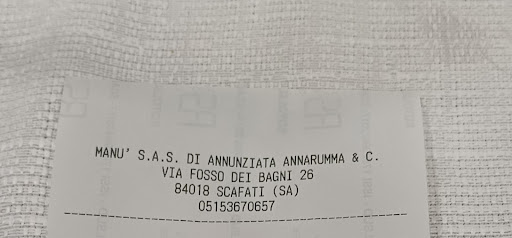 MANU' S.A.S. DI ANNUNZIATA ANNARUMMA & C.
VIA FOSSO DEI BAGNI 26
84018 SCAFATI (SA)
05153670657